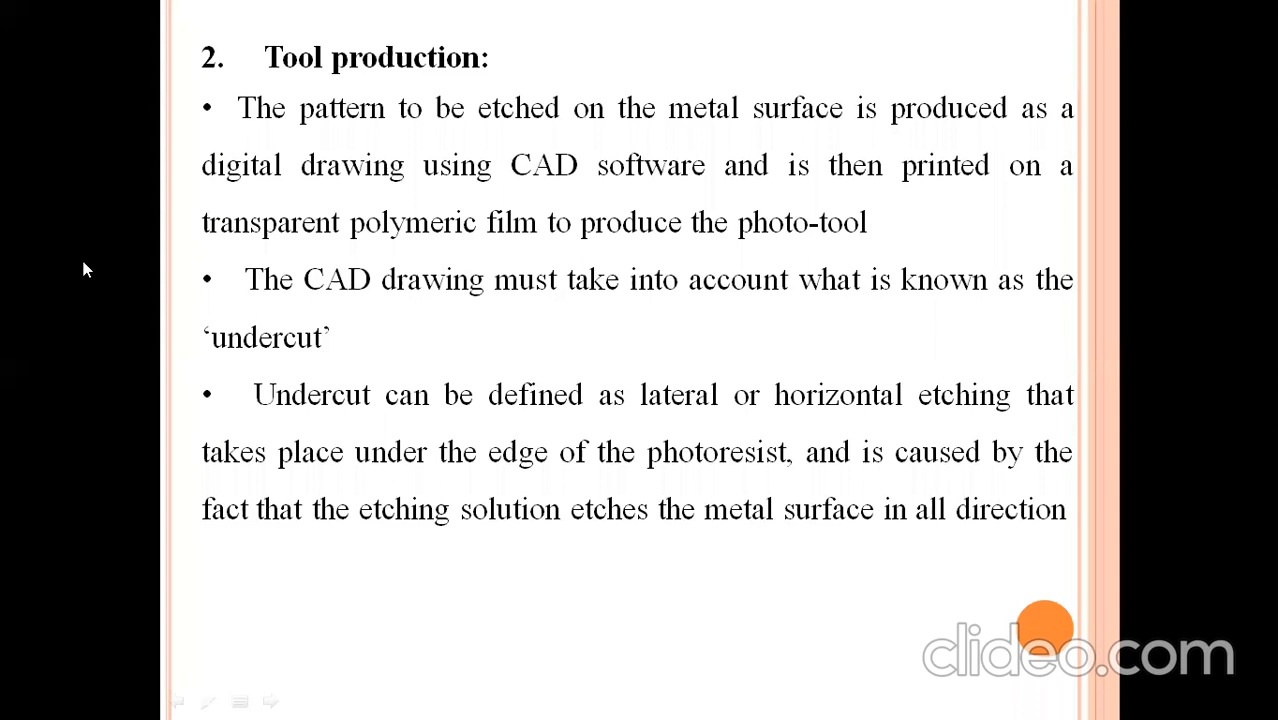 2. Tool production:
• The pattern to be etched on the metal surface is produced as a
digital drawing using CAD software and is then printed on a
transparent polymeric film to produce the photo-tool
• The CAD drawing must take into account what is known as the
‘undercut’
• Undercut can be defined as lateral or horizontal etching that
takes place under the edge of the photoresist, and is caused by the
fact that the etching solution etches the metal surface in all direction
clideo.com